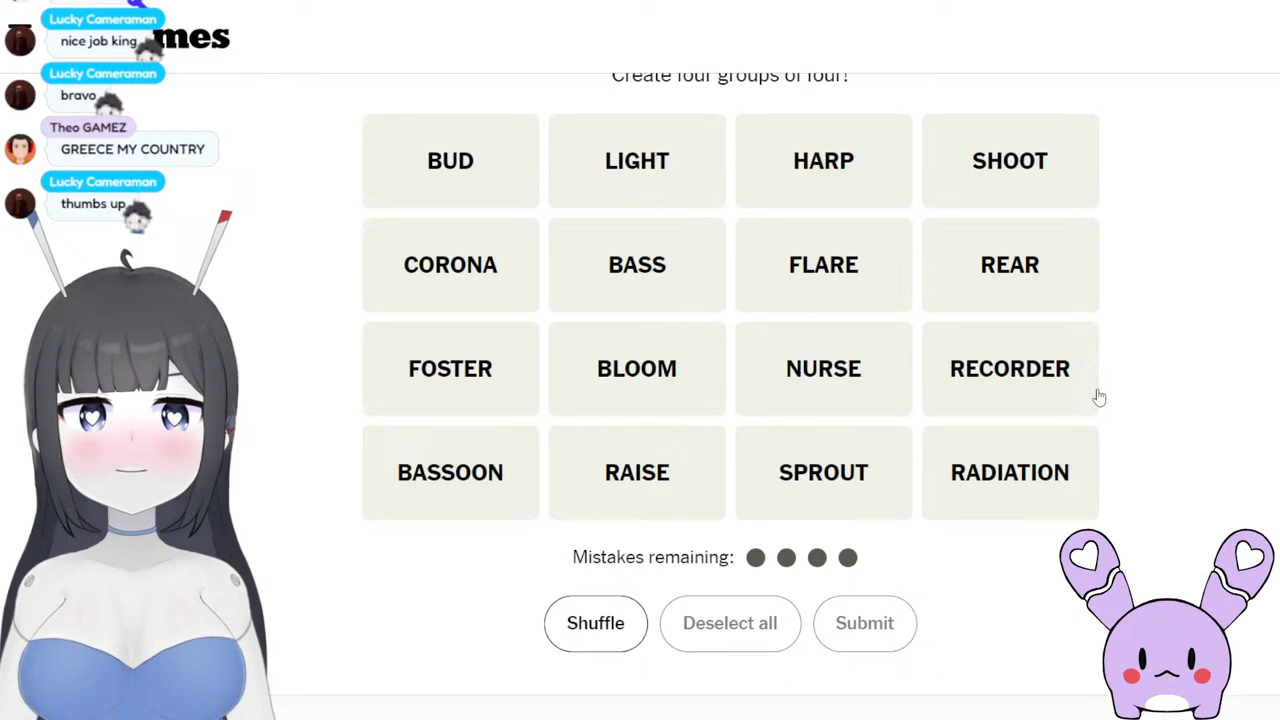 Lucky Cameraman
nice job king
mes
Lucky Cameraman
bravo
Create four groups of four!
Theo GAMEZ
GREECE MY COUNTRY
Lucky Cameraman
thumbs up
BUD LIGHT HARP SHOOT
CORONA BASS FLARE REAR
FOSTER BLOOM NURSE RECORDER
BASSOON RAISE SPROUT RADIATION
Mistakes remaining:
Shuffle Deselect all Submit